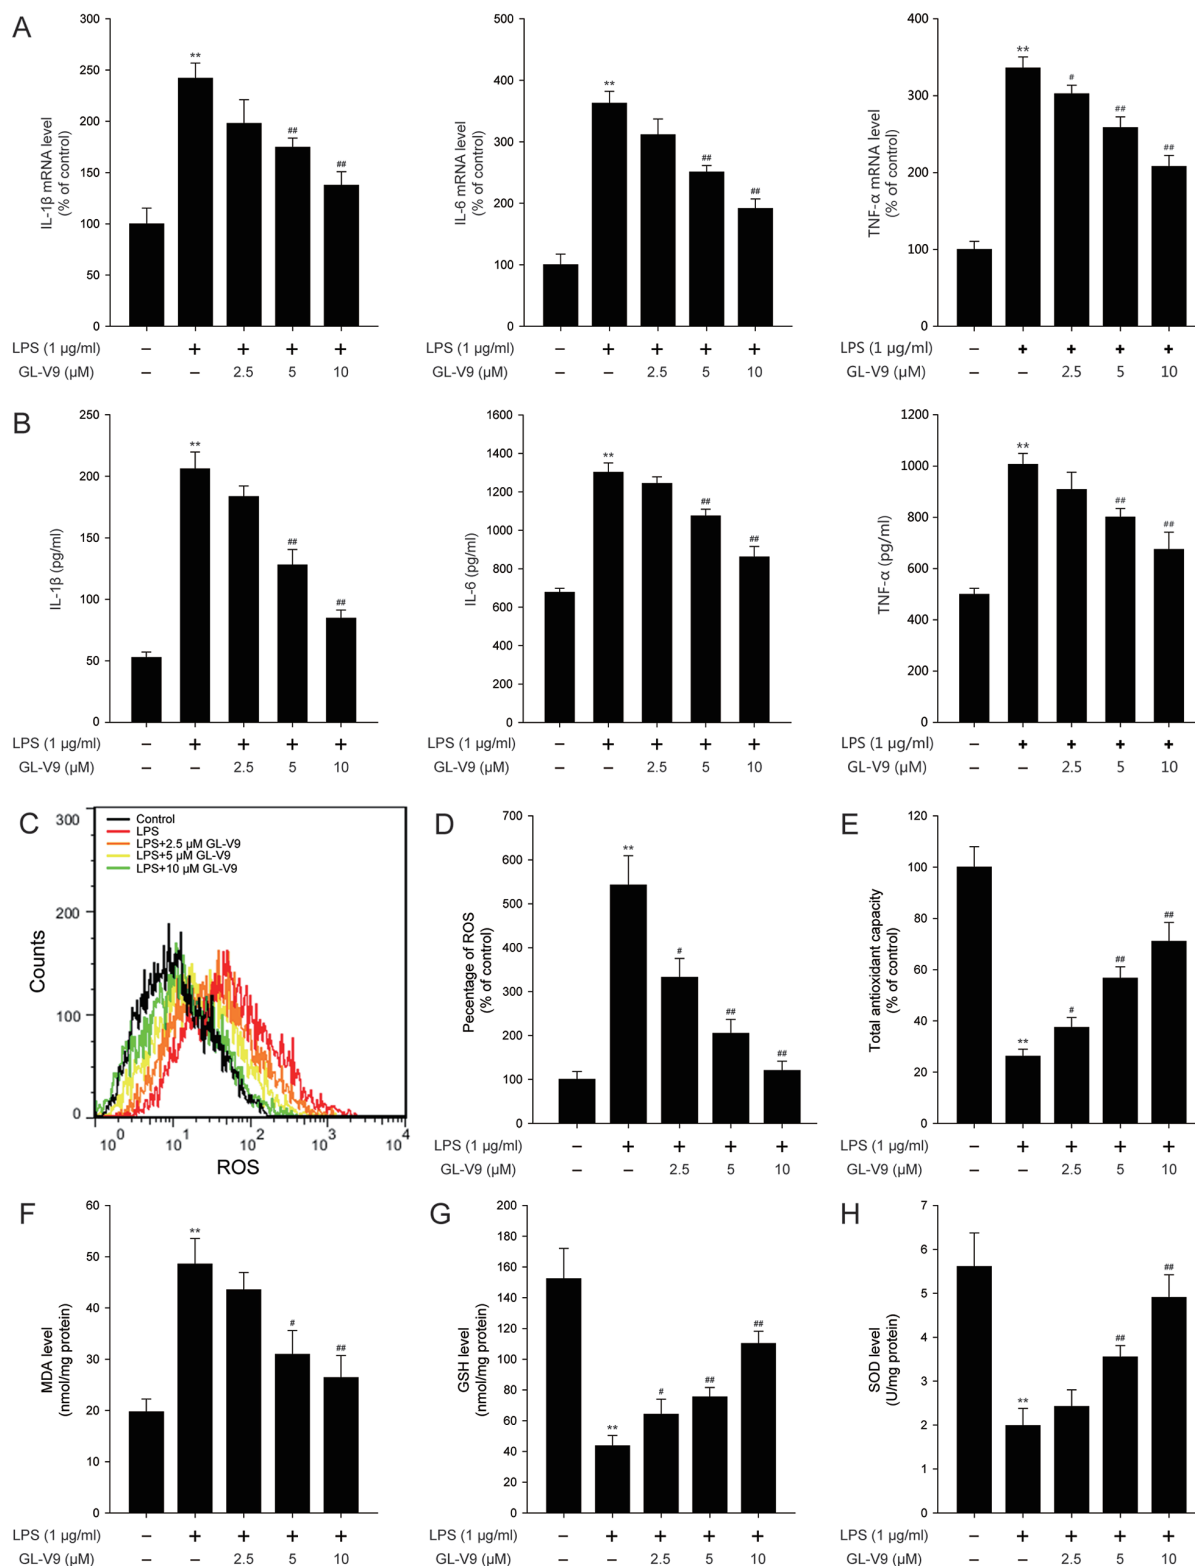 A
IL-1β mRNA level
(% of control)
300
250
200
150
100
50
0
**
##
##
LPS (1 µg/ml) − + + + +
GL-V9 (µM) − − 2.5 5 10
IL-6 mRNA level
(% of control)
500
400
300
200
100
0
**
##
##
LPS (1 µg/ml) − + + + +
GL-V9 (µM) − − 2.5 5 10
TNF-α mRNA level
(% of control)
400
300
200
100
0
**
#
##
##
LPS (1 µg/ml) − + + + +
GL-V9 (µM) − − 2.5 5 10
B
IL-1β (pg/ml)
250
200
150
100
50
0
**
##
##
LPS (1 µg/ml) − + + + +
GL-V9 (µM) − − 2.5 5 10
IL-6 (pg/ml)
1600
1400
1200
1000
800
600
400
200
0
**
##
##
LPS (1 µg/ml) − + + + +
GL-V9 (µM) − − 2.5 5 10
TNF-α (pg/ml)
1200
1000
800
600
400
200
0
**
##
##
LPS (1 µg/ml) − + + + +
GL-V9 (µM) − − 2.5 5 10
C
Counts
300
200
100
0
Control
LPS
LPS+2.5 µM GL-V9
LPS+5 µM GL-V9
LPS+10 µM GL-V9
10⁰ 10¹ 10² 10³ 10⁴
ROS
D
Pecentage of ROS
(% of control)
700
600
500
400
300
200
100
0
**
#
##
##
LPS (1 µg/ml) − + + + +
GL-V9 (µM) − − 2.5 5 10
E
Total antioxidant capacity
(% of control)
120
100
80
60
40
20
0
**
#
##
##
LPS (1 µg/ml) − + + + +
GL-V9 (µM) − − 2.5 5 10
F
MDA level
(nmol/mg protein)
60
50
40
30
20
10
0
**
#
##
LPS (1 µg/ml) − + + + +
GL-V9 (µM) − − 2.5 5 10
G
GSH level
(nmol/mg protein)
200
180
160
140
120
100
80
60
40
20
0
**
#
##
##
LPS (1 µg/ml) − + + + +
GL-V9 (µM) − − 2.5 5 10
H
SOD level
(U/mg protein)
7
6
5
4
3
2
1
0
**
##
##
LPS (1 µg/ml) − + + + +
GL-V9 (µM) − − 2.5 5 10